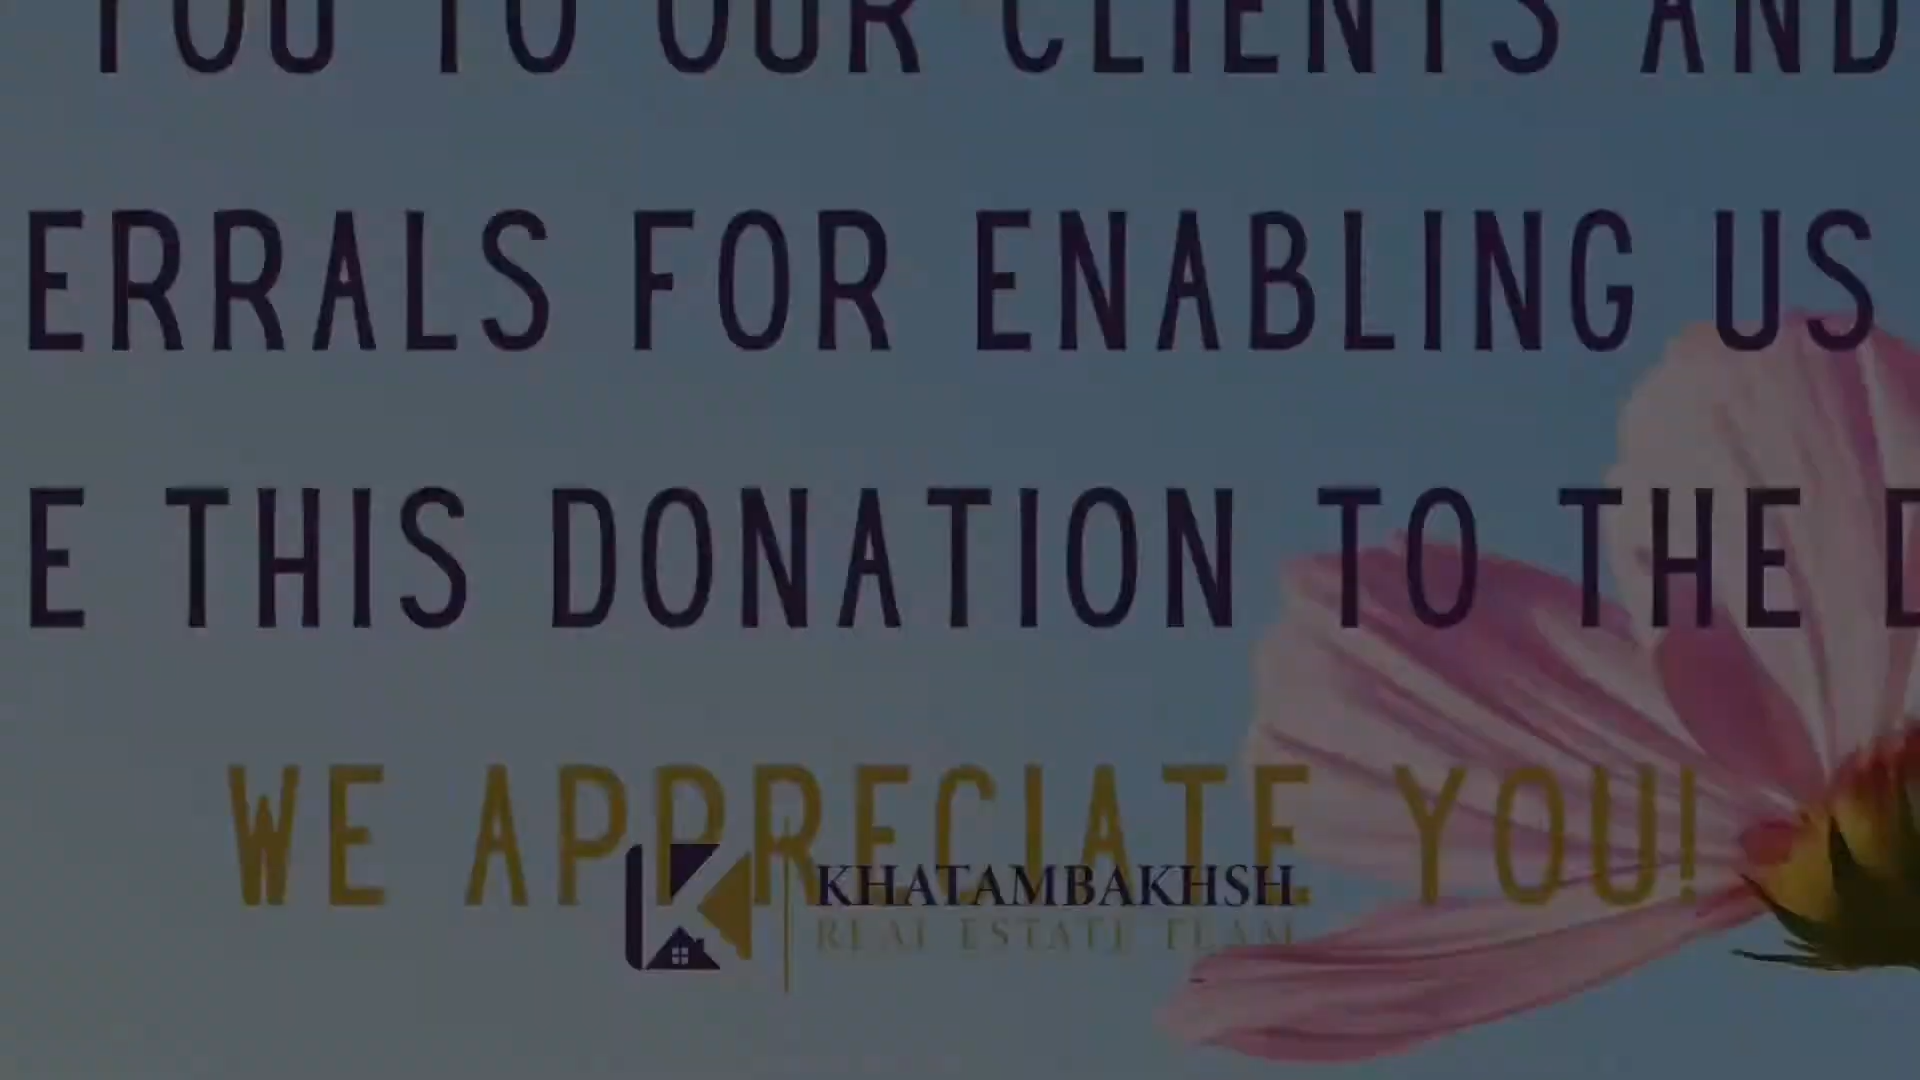 YOU TO OUR CLIENTS AND
ERRALS FOR ENABLING US
E THIS DONATION TO THE D
WE APPRECIATE YOU!
KHATAMBAKHSH
REAL ESTATE TEAM